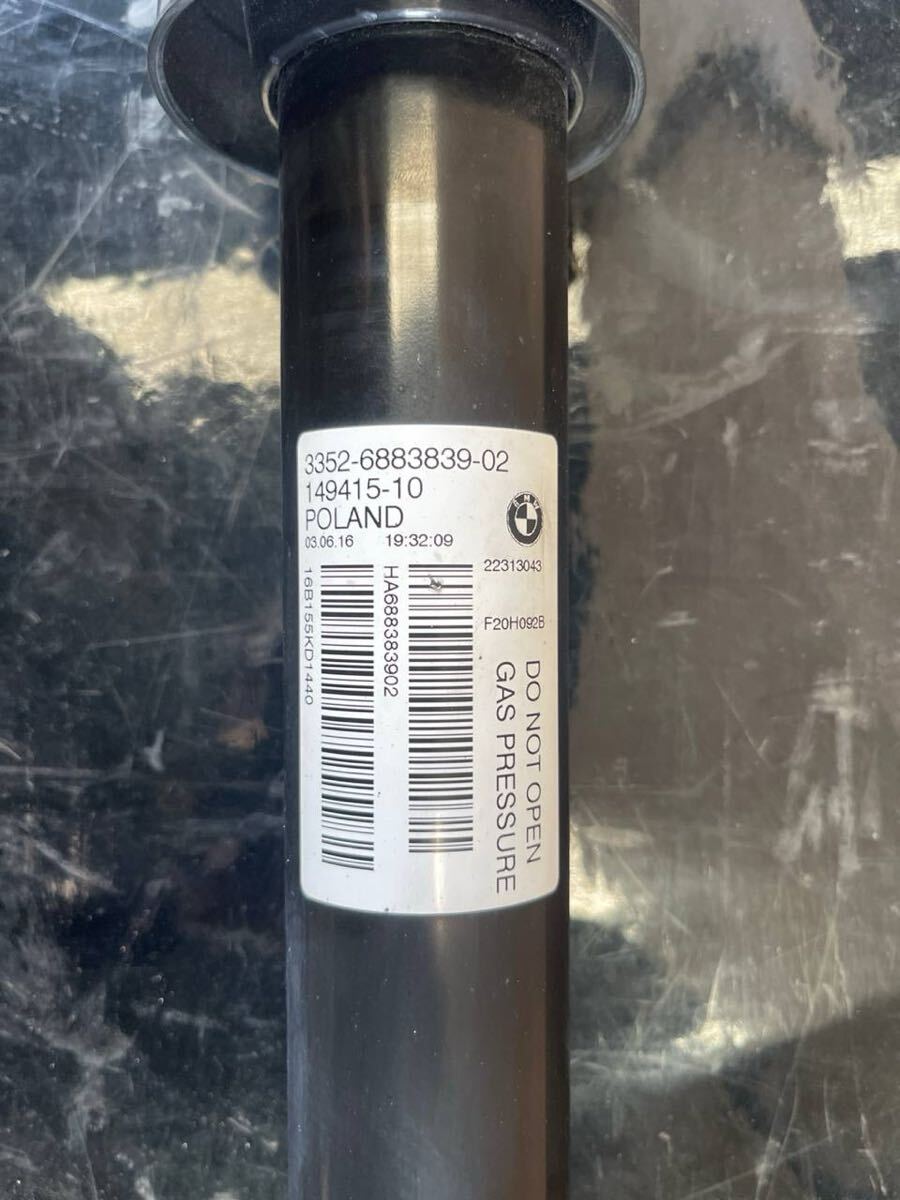 3352-6883839-02
149415-10
POLAND
03.06.16 19:32:09
BMW
22313043
F20H092B
16B155KD1440
HA688383902
DO NOT OPEN
GAS PRESSURE